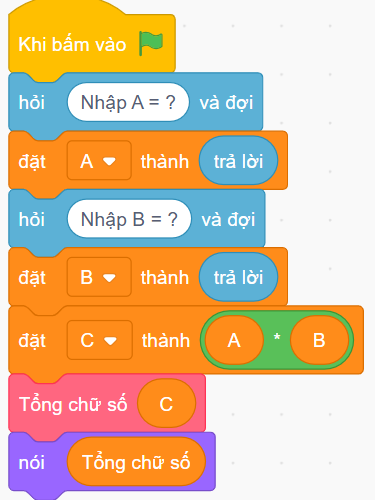 Khi bấm vào
hỏi Nhập A = ? và đợi
đặt A thành trả lời
hỏi Nhập B = ? và đợi
đặt B thành trả lời
đặt C thành A * B
Tổng chữ số C
nói Tổng chữ số